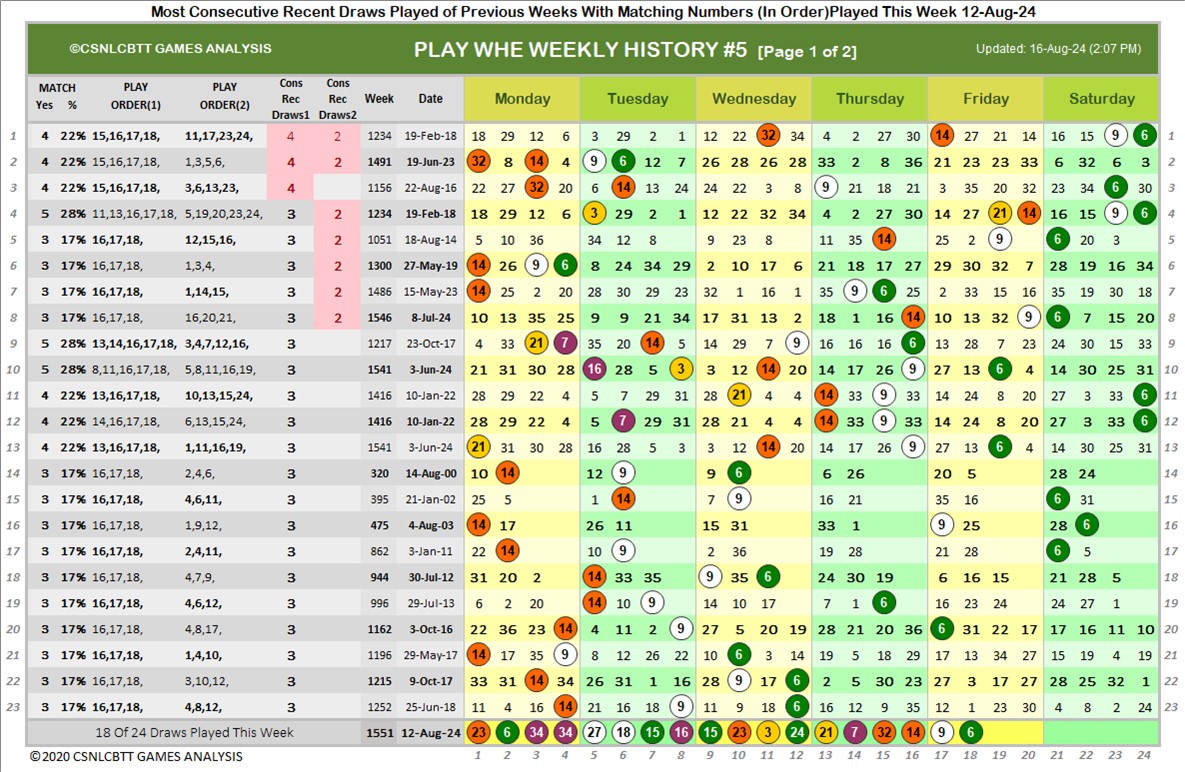 Most Consecutive Recent Draws Played of Previous Weeks With Matching Numbers (In Order)Played This Week 12-Aug-24
©CSNLCBTT GAMES ANALYSIS PLAY WHE WEEKLY HISTORY #5 [Page 1 of 2] Updated: 16-Aug-24 (2:07 PM)
MATCH Yes % PLAY ORDER(1) PLAY ORDER(2) Cons Rec Draws1 Cons Rec Draws2 Week Date Monday Tuesday Wednesday Thursday Friday Saturday
1 4 22% 15,16,17,18, 11,17,23,24, 4 2 1234 19-Feb-18 18 29 12 6 3 29 2 1 12 22 32 34 4 2 27 30 14 27 21 14 16 15 9 6 1
2 4 22% 15,16,17,18, 1,3,5,6, 4 2 1491 19-Jun-23 32 8 14 4 9 6 12 7 26 28 26 28 33 2 8 36 21 23 23 33 6 32 6 3 2
3 4 22% 15,16,17,18, 3,6,13,23, 4 1156 22-Aug-16 22 27 32 20 6 14 13 24 24 22 3 8 9 21 18 21 3 35 20 32 23 34 6 30 3
4 5 28% 11,13,16,17,18, 5,19,20,23,24, 3 2 1234 19-Feb-18 18 29 12 6 3 29 2 1 12 22 32 34 4 2 27 30 14 27 21 14 16 15 9 6 4
5 3 17% 16,17,18, 12,15,16, 3 2 1051 18-Aug-14 5 10 36 34 12 8 9 23 8 11 35 14 25 2 9 6 20 3 5
6 3 17% 16,17,18, 1,3,4, 3 2 1300 27-May-19 14 26 9 6 8 24 34 29 2 10 17 6 21 18 17 27 29 30 32 7 28 19 16 34 6
7 3 17% 16,17,18, 1,14,15, 3 2 1486 15-May-23 14 25 2 20 28 30 29 23 32 1 16 1 35 9 6 25 2 33 15 16 35 19 30 18 7
8 3 17% 16,17,18, 16,20,21, 3 2 1546 8-Jul-24 10 13 35 25 9 9 21 34 17 31 13 2 18 1 16 14 10 13 32 9 6 7 15 20 8
9 5 28% 13,14,16,17,18, 3,4,7,12,16, 3 1217 23-Oct-17 4 33 21 7 35 20 14 5 14 29 7 9 16 16 16 6 13 28 7 23 24 30 15 33 9
10 5 28% 8,11,16,17,18, 5,8,11,16,19, 3 1541 3-Jun-24 21 31 30 28 16 28 5 3 3 12 14 20 14 17 26 9 27 13 6 4 14 30 25 31 10
11 4 22% 13,16,17,18, 10,13,15,24, 3 1416 10-Jan-22 28 29 22 4 5 7 29 31 28 21 4 4 14 33 9 33 14 24 8 20 27 3 33 6 11
12 4 22% 14,16,17,18, 6,13,15,24, 3 1416 10-Jan-22 28 29 22 4 5 7 29 31 28 21 4 4 14 33 9 33 14 24 8 20 27 3 33 6 12
13 4 22% 13,16,17,18, 1,11,16,19, 3 1541 3-Jun-24 21 31 30 28 16 28 5 3 3 12 14 20 14 17 26 9 27 13 6 4 14 30 25 31 13
14 3 17% 16,17,18, 2,4,6, 3 320 14-Aug-00 10 14 12 9 9 6 6 26 20 5 28 24 14
15 3 17% 16,17,18, 4,6,11, 3 395 21-Jan-02 25 5 1 14 7 9 16 21 35 16 6 31 15
16 3 17% 16,17,18, 1,9,12, 3 475 4-Aug-03 14 17 26 11 15 31 33 1 9 25 28 6 16
17 3 17% 16,17,18, 2,4,11, 3 862 3-Jan-11 22 14 10 9 2 36 19 28 21 28 6 5 17
18 3 17% 16,17,18, 4,7,9, 3 944 30-Jul-12 31 20 2 14 33 35 9 35 6 24 30 19 6 16 15 21 28 5 18
19 3 17% 16,17,18, 4,6,12, 3 996 29-Jul-13 6 2 20 14 10 9 14 10 17 7 1 6 16 23 24 24 27 1 19
20 3 17% 16,17,18, 4,8,17, 3 1162 3-Oct-16 22 36 23 14 4 11 2 9 27 5 20 19 28 21 20 36 6 31 22 17 17 16 11 10 20
21 3 17% 16,17,18, 1,4,10, 3 1196 29-May-17 14 17 35 9 8 12 26 22 10 6 3 14 19 5 18 29 17 13 34 27 15 19 4 19 21
22 3 17% 16,17,18, 3,10,12, 3 1215 9-Oct-17 33 31 14 34 26 31 1 16 28 9 17 6 2 5 30 23 27 3 17 27 28 25 32 1 22
23 3 17% 16,17,18, 4,8,12, 3 1252 25-Jun-18 11 4 16 14 21 16 18 9 11 9 8 6 16 12 9 35 12 1 23 30 4 8 2 24 23
18 Of 24 Draws Played This Week 1551 12-Aug-24 23 6 34 34 27 18 15 16 15 23 3 24 21 7 32 14 9 6
©2020 CSNLCBTT GAMES ANALYSIS 1 2 3 4 5 6 7 8 9 10 11 12 13 14 15 16 17 18 19 20 21 22 23 24